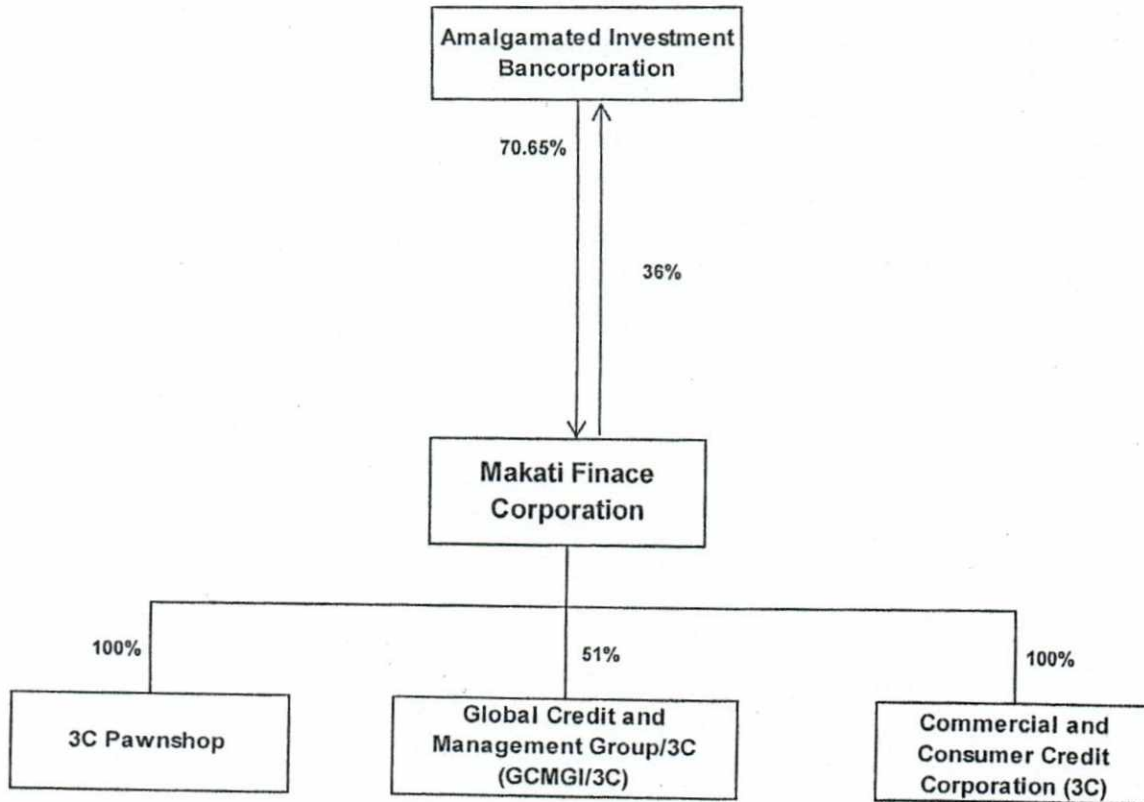 Amalgamated Investment
Bancorporation
70.65%
36%
Makati Finace
Corporation
100%
51%
100%
3C Pawnshop
Global Credit and
Management Group/3C
(GCMGI/3C)
Commercial and
Consumer Credit
Corporation (3C)